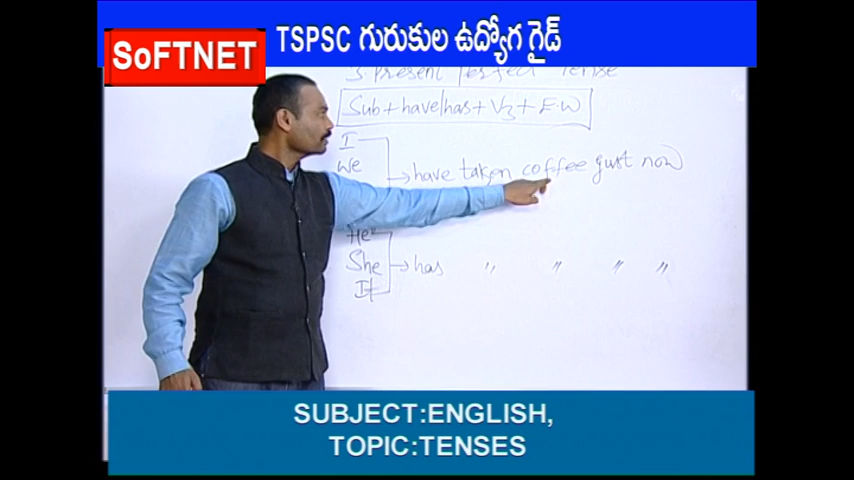 TSPSC గురుకుల ఉద్యోగ గైడ్
SoFTNET
3 present perfect Tense
Sub + have/has + V3 + E.W
I
We
have taken coffee just now
He
She
It
has " " " "
SUBJECT:ENGLISH,
TOPIC:TENSES